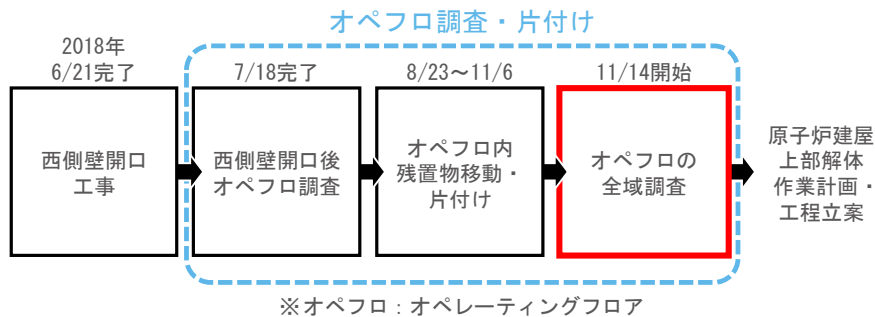 オペフロ調査・片付け
2018年
6/21完了
7/18完了
8/23～11/6
11/14開始
西側壁開口
工事
西側壁開口後
オペフロ調査
オペフロ内
残置物移動・
片付け
オペフロの
全域調査
原子炉建屋
上部解体
作業計画・
工程立案
※オペフロ：オペレーティングフロア